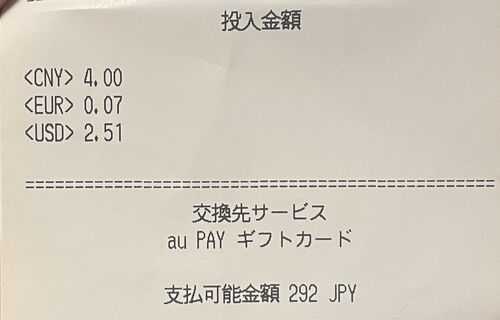 投入金額
<CNY> 4.00
<EUR> 0.07
<USD> 2.51
================================================
交換先サービス
au PAY ギフトカード
支払可能金額 292 JPY